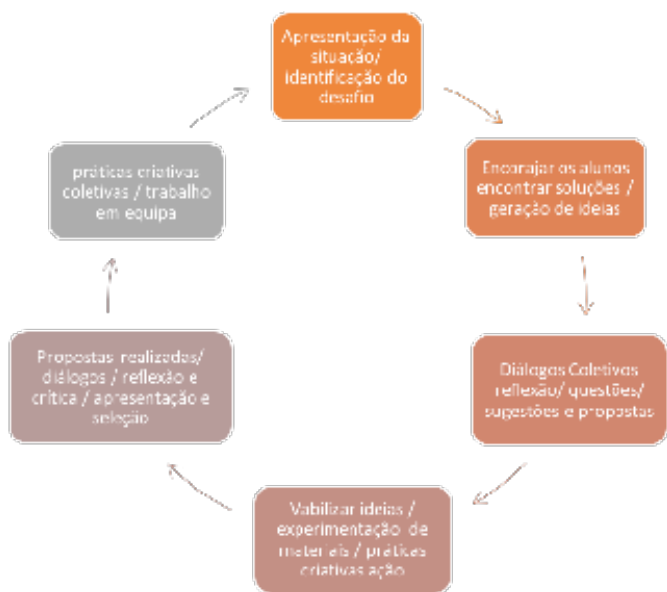 Apresentação da
situação/
identificação do
desafio
Encorajar os alunos
encontrar soluções /
geração de ideias
Diálogos Coletivos
reflexão/ questões/
sugestões e propostas
Vabilizar ideias /
experimentação de
materiais / práticas
criativas ação
Propostas realizadas/
diálogos / reflexão e
crítica / apresentação e
seleção
práticas criativas
coletivas / trabalho
em equipa